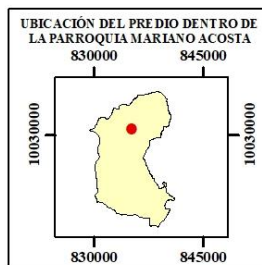 UBICACIÓN DEL PREDIO DENTRO DE
LA PARROQUIA MARIANO ACOSTA
830000 845000
10030000 10030000
830000 845000